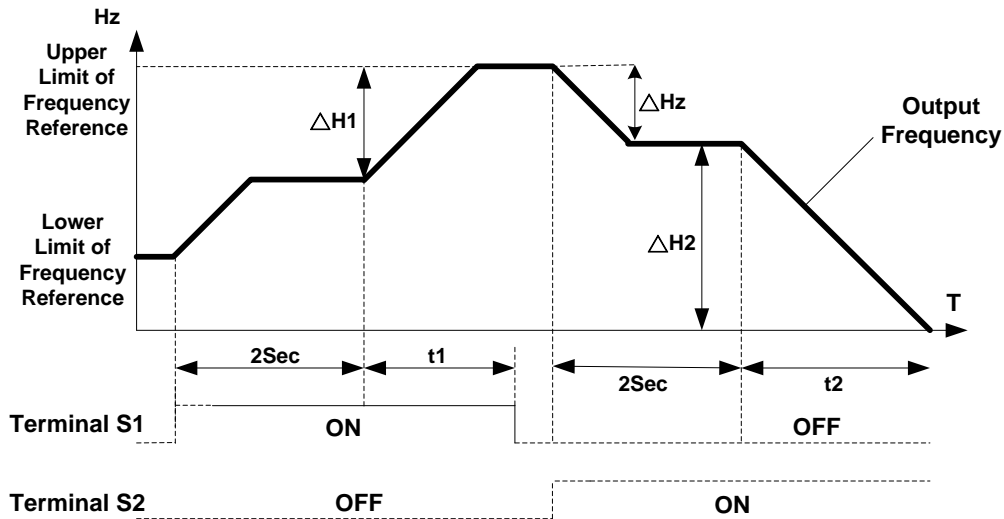 Hz
Upper
Limit of
Frequency
Reference
△H1
△Hz
Output
Frequency
Lower
Limit of
Frequency
Reference
△H2
T
2Sec
t1
2Sec
t2
Terminal S1
ON
OFF
Terminal S2
OFF
ON